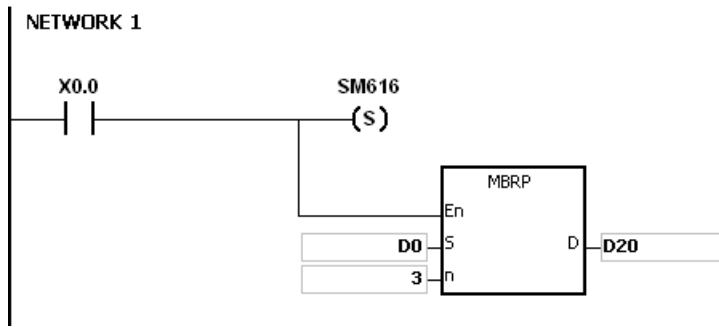 NETWORK 1
X0.0 SM616
(S)
MBRP
En
D0 S D D20
3 n